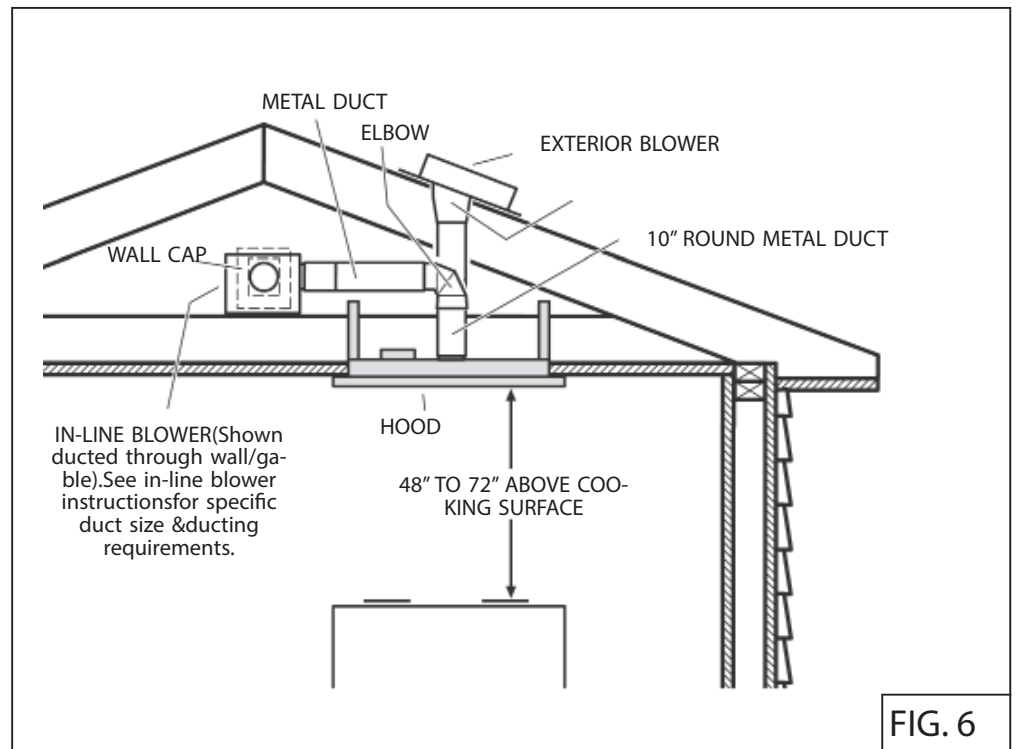 METAL DUCT
ELBOW
EXTERIOR BLOWER
10” ROUND METAL DUCT
WALL CAP
HOOD
IN-LINE BLOWER(Shown
ducted through wall/ga-
ble).See in-line blower
instructionsfor specific
duct size &ducting
requirements.
48” TO 72” ABOVE COO-
KING SURFACE
FIG. 6